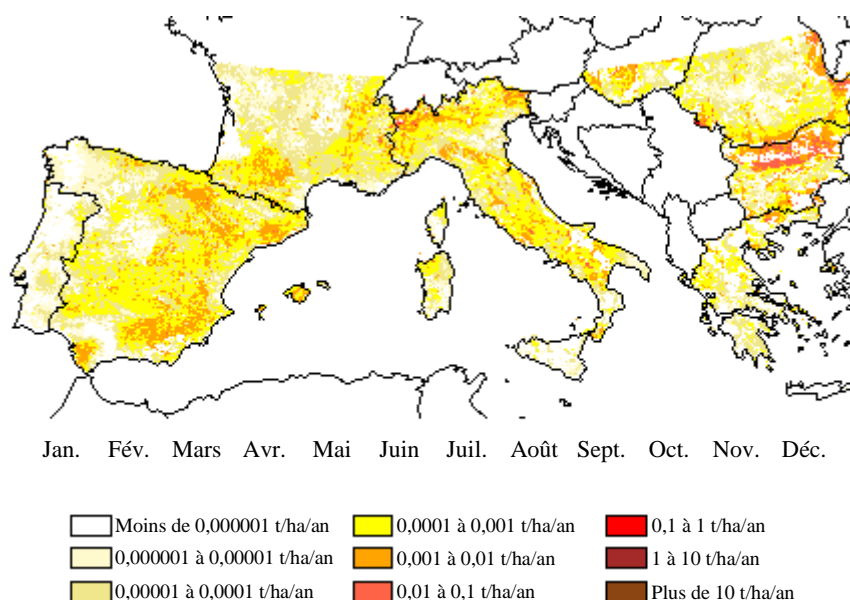 Jan. Fév. Mars Avr. Mai Juin Juil. Août Sept. Oct. Nov. Déc.
Moins de 0,000001 t/ha/an 0,0001 à 0,001 t/ha/an 0,1 à 1 t/ha/an
0,000001 à 0,00001 t/ha/an 0,001 à 0,01 t/ha/an 1 à 10 t/ha/an
0,00001 à 0,0001 t/ha/an 0,01 à 0,1 t/ha/an Plus de 10 t/ha/an